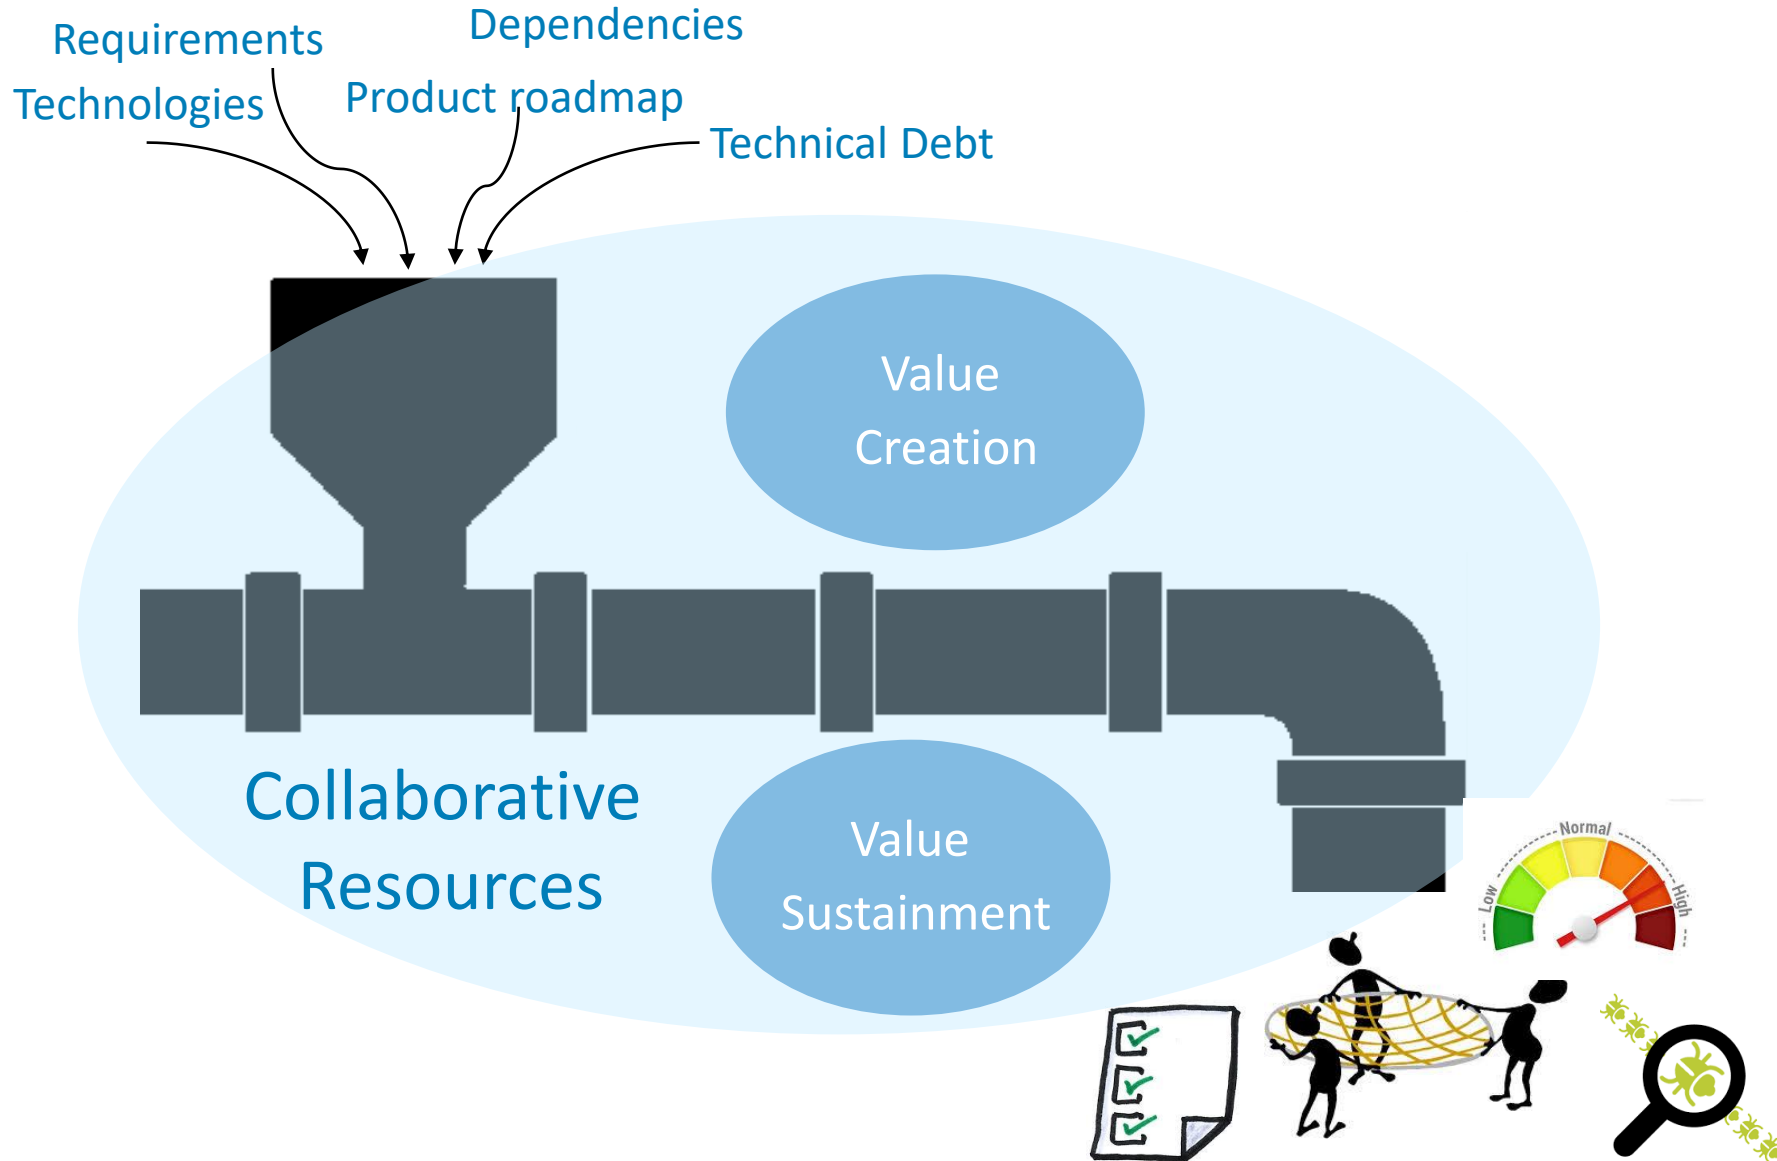 Requirements
Dependencies
Technologies
Product roadmap
Technical Debt
Value
Creation
Collaborative
Resources
Value
Sustainment
Low
Normal
High